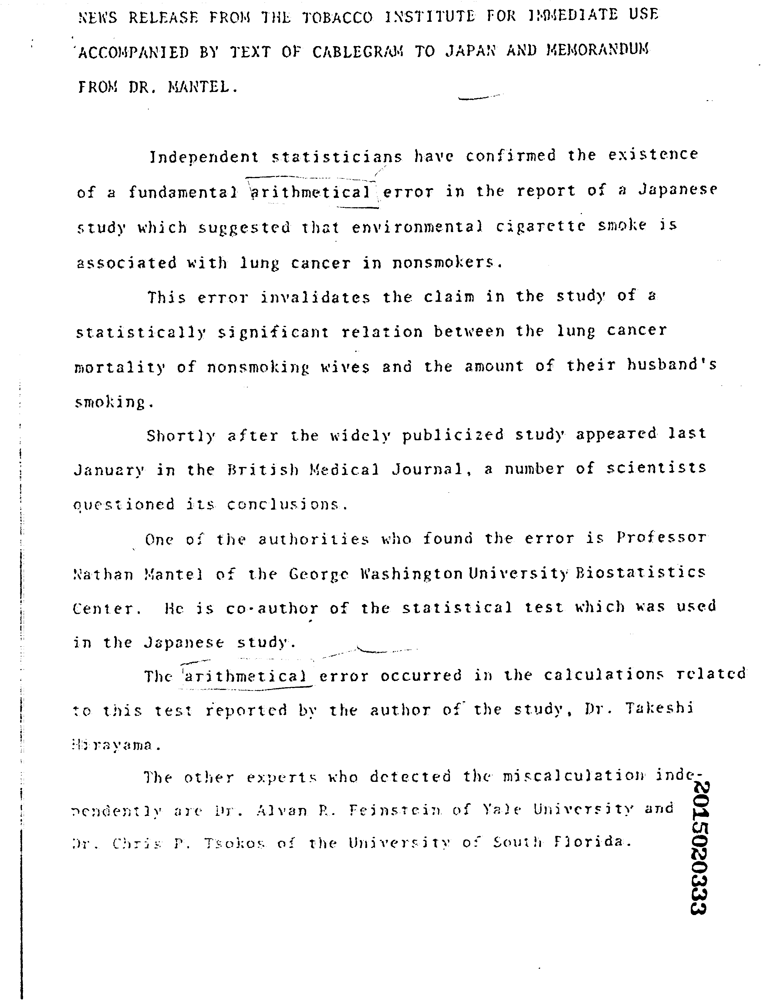 NEWS RELEASE FROM THE TOBACCO INSTITUTE FOR IMMEDIATE USE
ACCOMPANIED BY TEXT OF CABLEGRAM TO JAPAN AND MEMORANDUM
FROM DR. MANTEL.
Independent statisticians have confirmed the existence
of a fundamental arithmetical error in the report of a Japanese
study which suggested that environmental cigarette smoke is
associated with lung cancer in nonsmokers.
This error invalidates the claim in the study of a
statistically significant relation between the lung cancer
mortality of nonsmoking wives and the amount of their husband's
smoking.
Shortly after the widely publicized study appeared last
January in the British Medical Journal, a number of scientists
questioned its conclusions.
One of the authorities who found the error is Professor
Nathan Mantel of the George Washington University Biostatistics
Center. He is co-author of the statistical test which was used
in the Japanese study.
The arithmetical error occurred in the calculations related
to this test reported by the author of the study, Dr. Takeshi
Hirayama.
The other experts who detected the miscalculation inde-
pendently are Dr. Alvan R. Feinstein of Yale University and
Dr. Chris P. Tsokos of the University of South Florida.
2015020333